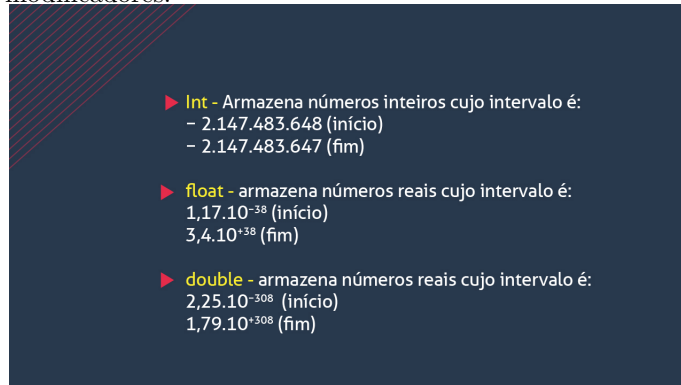 modificadores.
Int - Armazena números inteiros cujo intervalo é:
– 2.147.483.648 (início)
– 2.147.483.647 (fim)
float - armazena números reais cujo intervalo é:
1,17.10⁻³⁸ (início)
3,4.10⁺³⁸ (fim)
double - armazena números reais cujo intervalo é:
2,25.10⁻³⁰⁸ (início)
1,79.10⁺³⁰⁸ (fim)